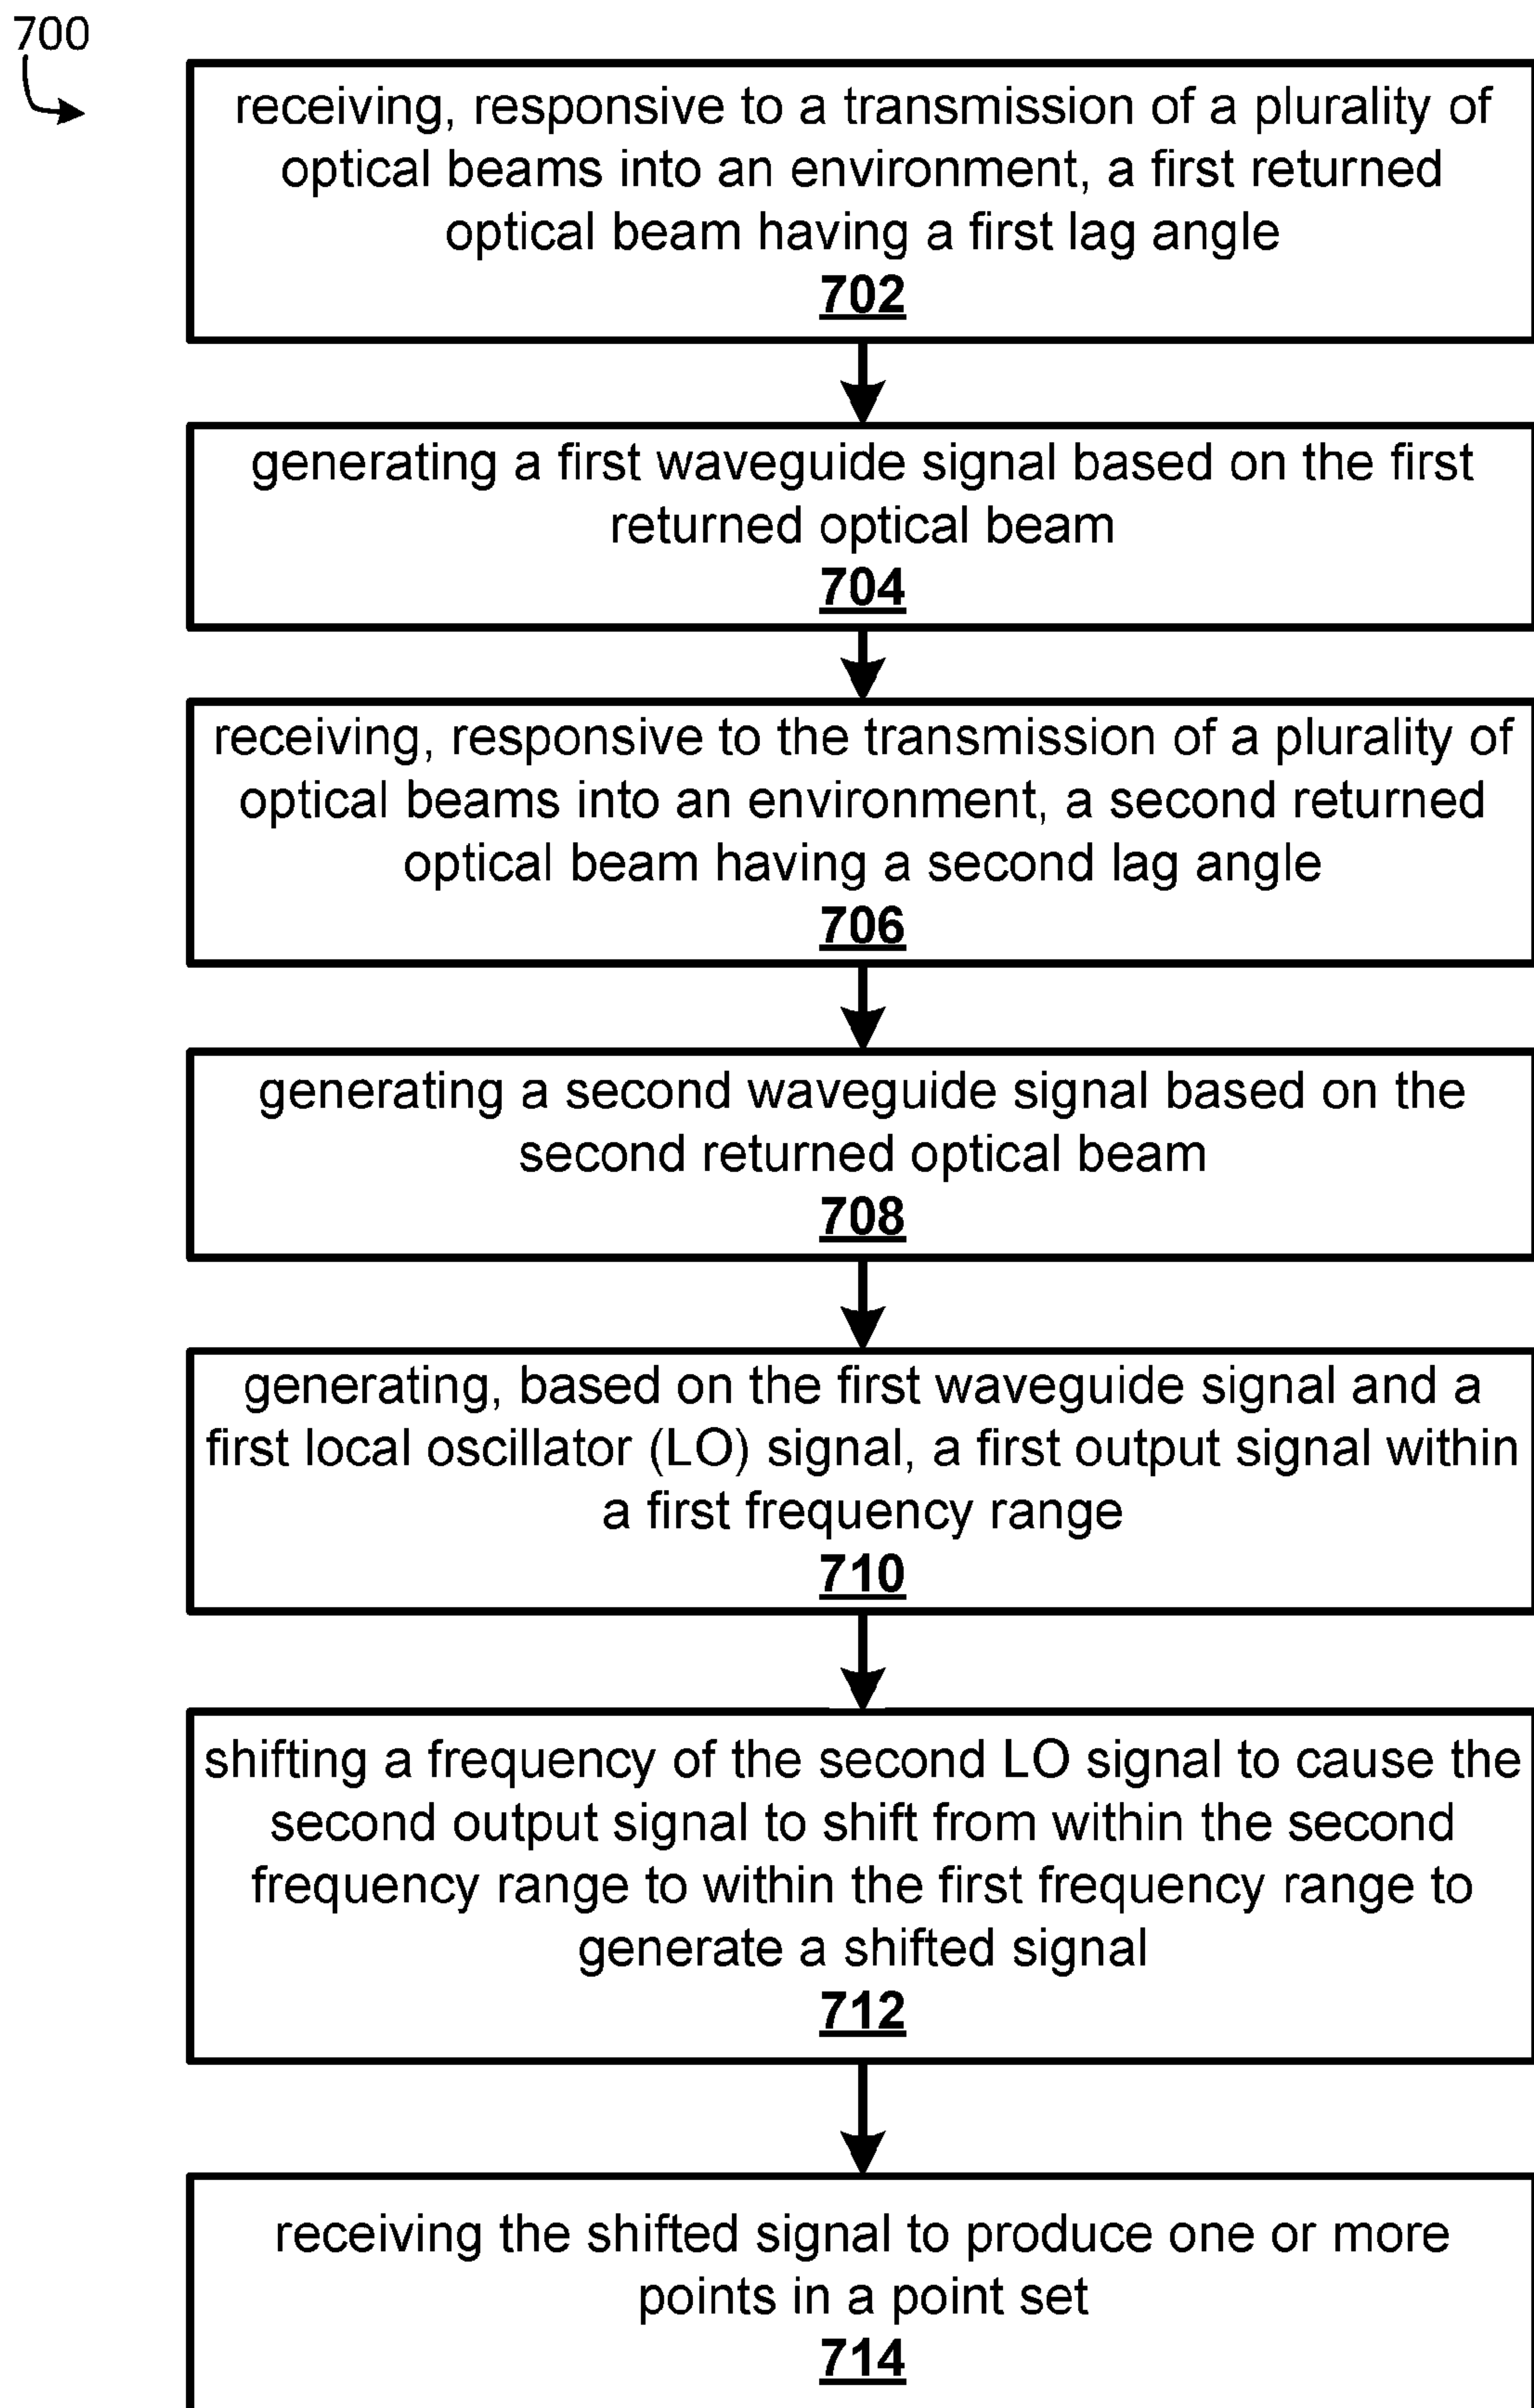 700
receiving, responsive to a transmission of a plurality of
optical beams into an environment, a first returned
optical beam having a first lag angle
702
generating a first waveguide signal based on the first
returned optical beam
704
receiving, responsive to the transmission of a plurality of
optical beams into an environment, a second returned
optical beam having a second lag angle
706
generating a second waveguide signal based on the
second returned optical beam
708
generating, based on the first waveguide signal and a
first local oscillator (LO) signal, a first output signal within
a first frequency range
710
shifting a frequency of the second LO signal to cause the
second output signal to shift from within the second
frequency range to within the first frequency range to
generate a shifted signal
712
receiving the shifted signal to produce one or more
points in a point set
714